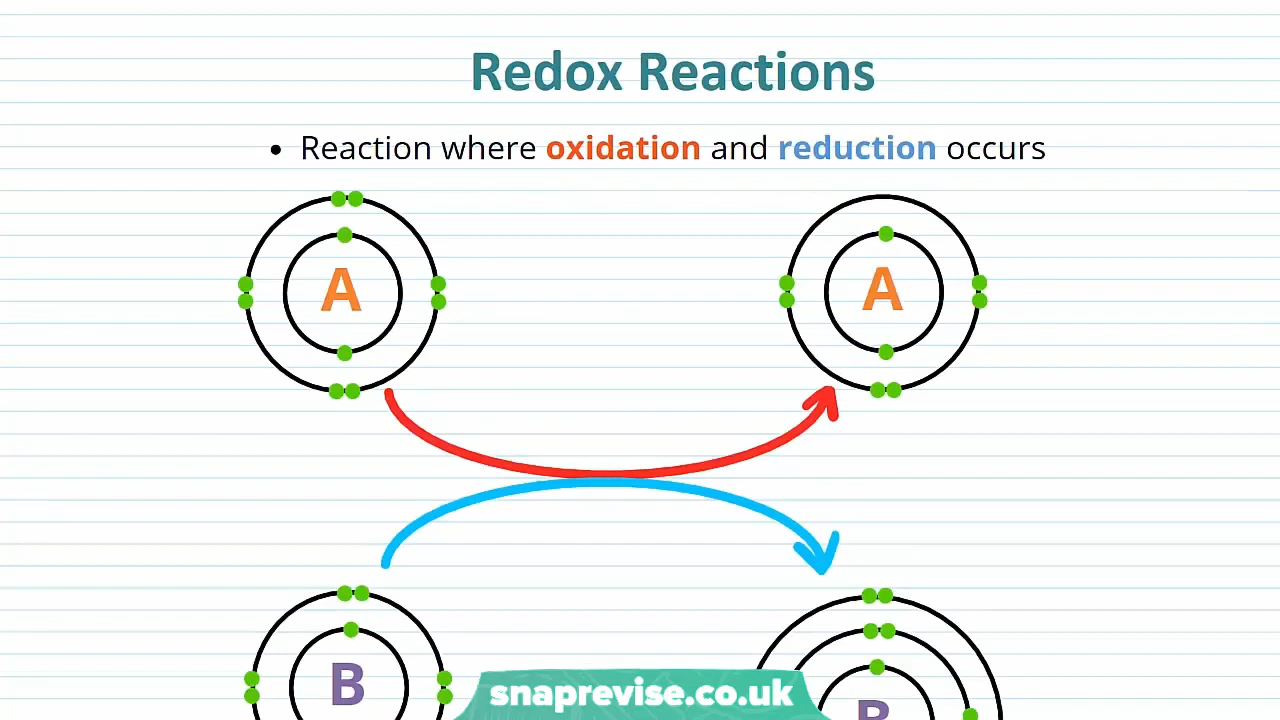 Redox Reactions
• Reaction where oxidation and reduction occurs
A
A
B
B
snaprevise.co.uk